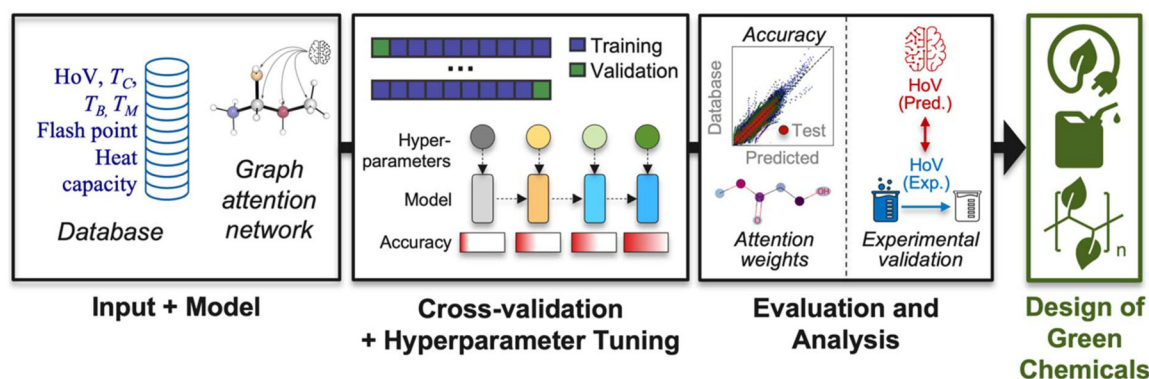 HoV, T_C,
T_B, T_M
Flash point
Heat
capacity
Database
Graph
attention
network
Input + Model
Training
...
Validation
Hyper-
parameters
Model
Accuracy
Cross-validation
+ Hyperparameter Tuning
Accuracy
Database
Test
Predicted
OH
O
Attention
weights
HoV
(Pred.)
HoV
(Exp.)
Experimental
validation
Evaluation and
Analysis
n
Design of
Green
Chemicals